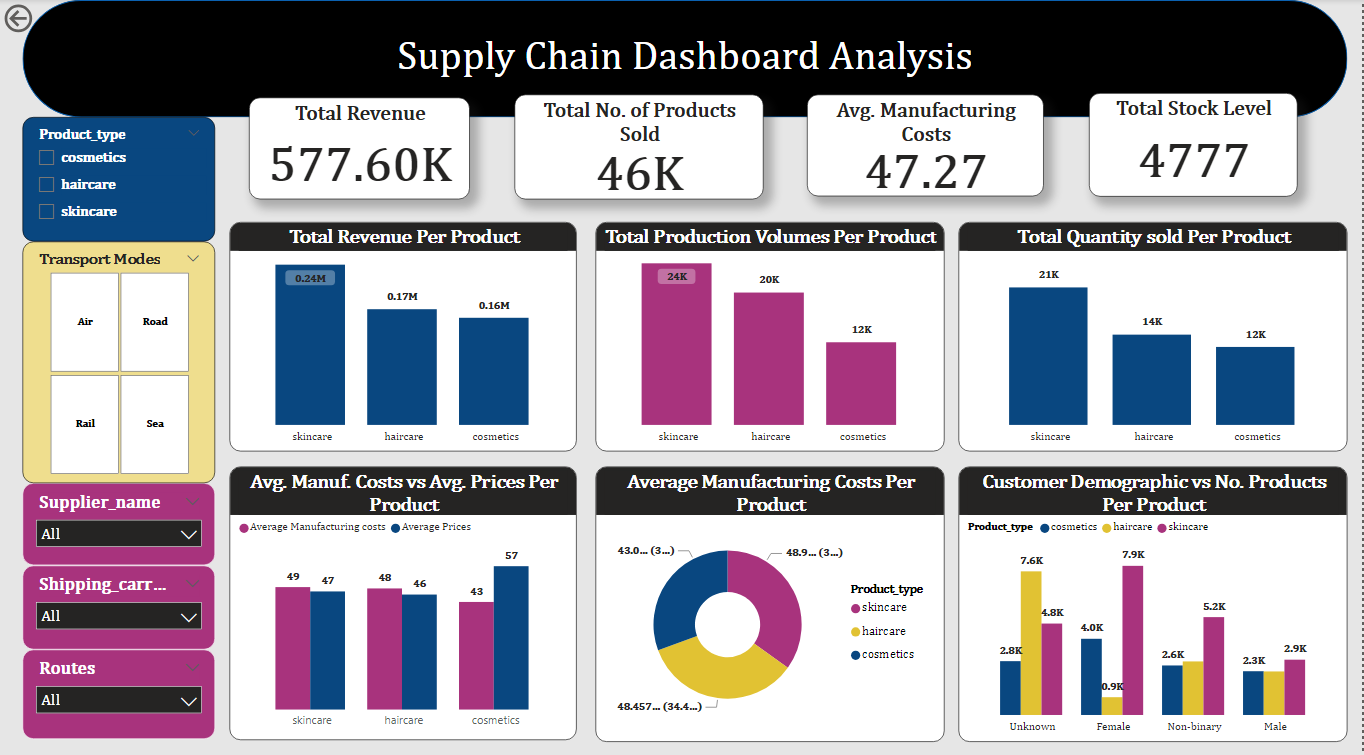 Supply Chain Dashboard Analysis
Total Revenue
577.60K
Total No. of Products
Sold
46K
Avg. Manufacturing
Costs
47.27
Total Stock Level
4777
Product_type
cosmetics
haircare
skincare
Transport Modes
Air
Road
Rail
Sea
Supplier_name
All
Shipping_carr...
All
Routes
All
Total Revenue Per Product
0.24M
0.17M
0.16M
skincare
haircare
cosmetics
Total Production Volumes Per Product
24K
20K
12K
skincare
haircare
cosmetics
Total Quantity sold Per Product
21K
14K
12K
skincare
haircare
cosmetics
Avg. Manuf. Costs vs Avg. Prices Per
Product
Average Manufacturing costs
Average Prices
49
47
48
46
43
57
skincare
haircare
cosmetics
Average Manufacturing Costs Per
Product
43.0... (3...)
48.9... (3...)
48.457... (34.4...)
Product_type
skincare
haircare
cosmetics
Customer Demographic vs No. Products
Per Product
Product_type cosmetics haircare skincare
2.8K
7.6K
4.8K
4.0K
0.9K
7.9K
2.6K
5.2K
2.3K
2.9K
Unknown
Female
Non-binary
Male